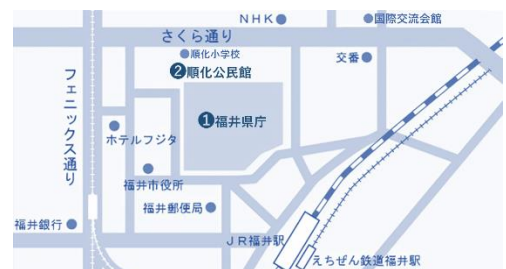 NHK
国際交流会館
さくら通り
順化小学校
交番
❷順化公民館
フェニックス通り
❶福井県庁
ホテルフジタ
福井市役所
福井郵便局
福井銀行
JR福井駅
えちぜん鉄道福井駅